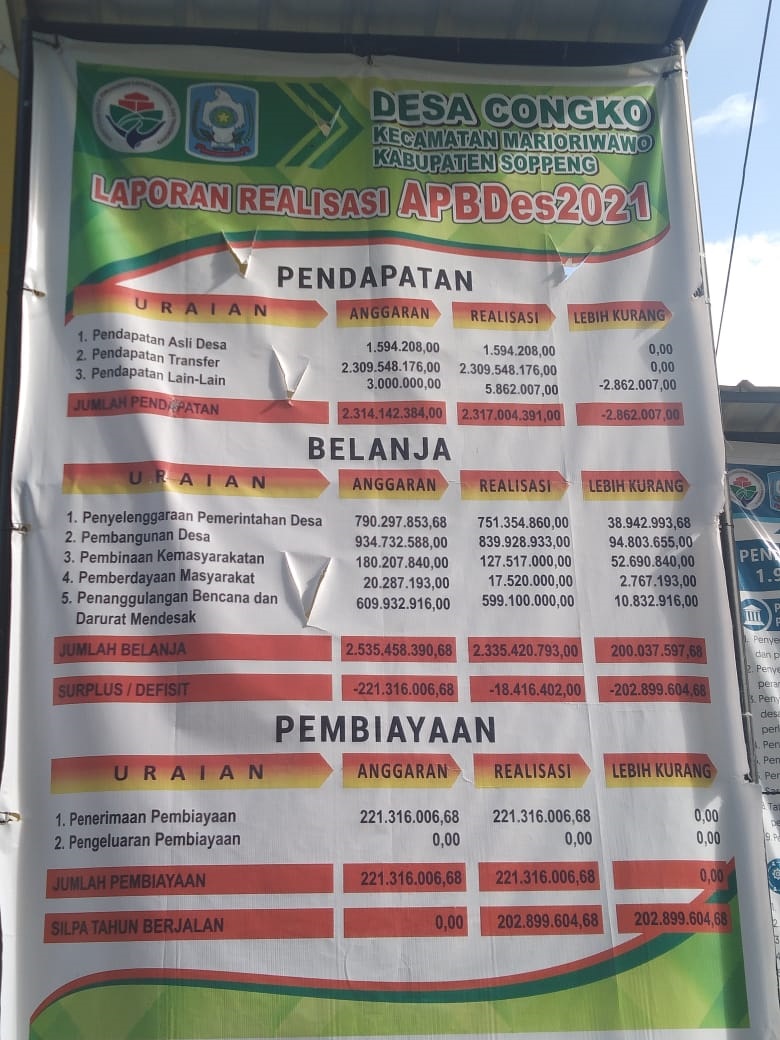 DESA CONGKO
KECAMATAN MARIORIWAWO
KABUPATEN SOPPENG
LAPORAN REALISASI APBDes2021
PENDAPATAN
URAIAN ANGGARAN REALISASI LEBIH KURANG
1. Pendapatan Asli Desa 1.594.208,00 1.594.208,00 0,00
2. Pendapatan Transfer 2.309.548.176,00 2.309.548.176,00 0,00
3. Pendapatan Lain-Lain 3.000.000,00 5.862.007,00 -2.862.007,00
JUMLAH PENDAPATAN 2.314.142.384,00 2.317.004.391,00 -2.862.007,00
BELANJA
URAIAN ANGGARAN REALISASI LEBIH KURANG
1. Penyelenggaraan Pemerintahan Desa 790.297.853,68 751.354.860,00 38.942.993,68
2. Pembangunan Desa 934.732.588,00 839.928.933,00 94.803.655,00
3. Pembinaan Kemasyarakatan 180.207.840,00 127.517.000,00 52.690.840,00
4. Pemberdayaan Masyarakat 20.287.193,00 17.520.000,00 2.767.193,00
5. Penanggulangan Bencana dan 609.932.916,00 599.100.000,00 10.832.916,00
Darurat Mendesak
JUMLAH BELANJA 2.535.458.390,68 2.335.420.793,00 200.037.597,68
SURPLUS / DEFISIT -221.316.006,68 -18.416.402,00 -202.899.604,68
PEMBIAYAAN
URAIAN ANGGARAN REALISASI LEBIH KURANG
1. Penerimaan Pembiayaan 221.316.006,68 221.316.006,68 0,00
2. Pengeluaran Pembiayaan 0,00 0,00 0,00
JUMLAH PEMBIAYAAN 221.316.006,68 221.316.006,68 0,00
SILPA TAHUN BERJALAN 0,00 202.899.604,68 202.899.604,68